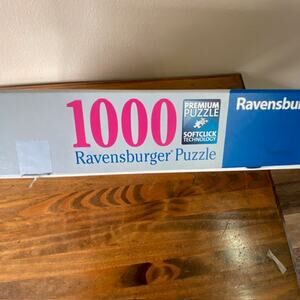 1000
Ravensburger® Puzzle
PREMIUM
PUZZLE
SOFTCLICK
TECHNOLOGY
Ravensbur